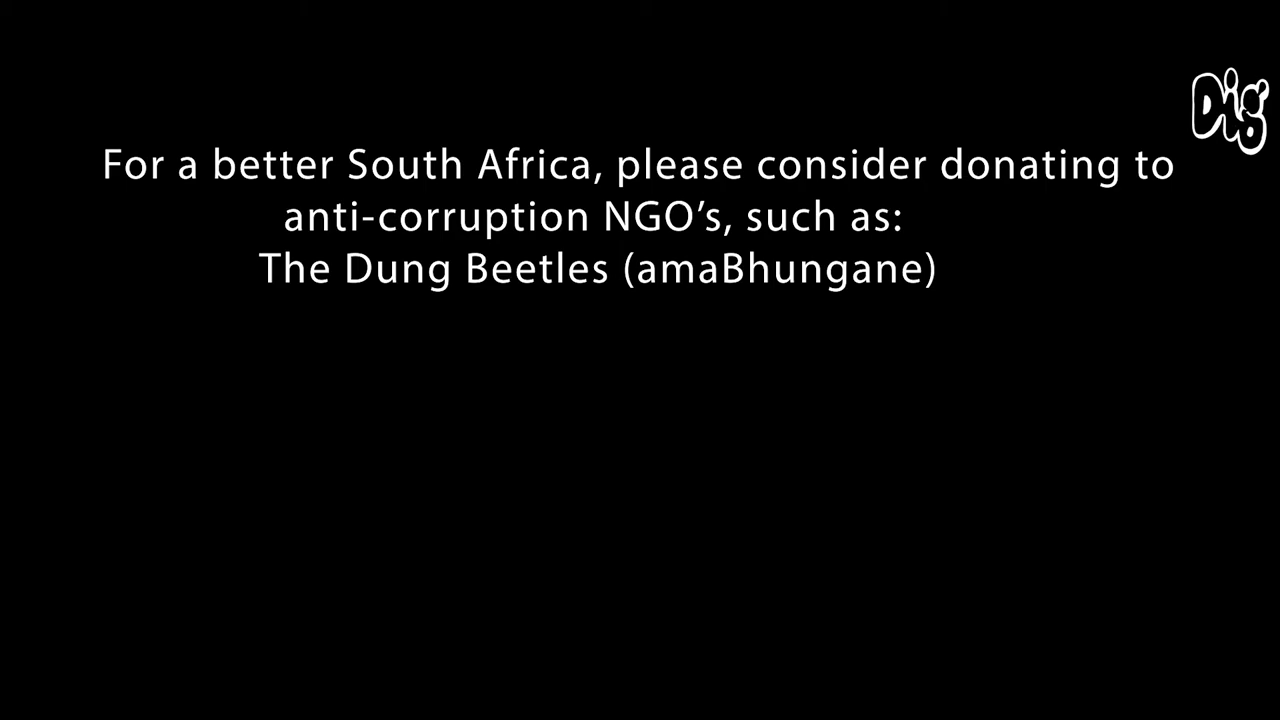 Dig
For a better South Africa, please consider donating to
anti-corruption NGO’s, such as:
The Dung Beetles (amaBhungane)